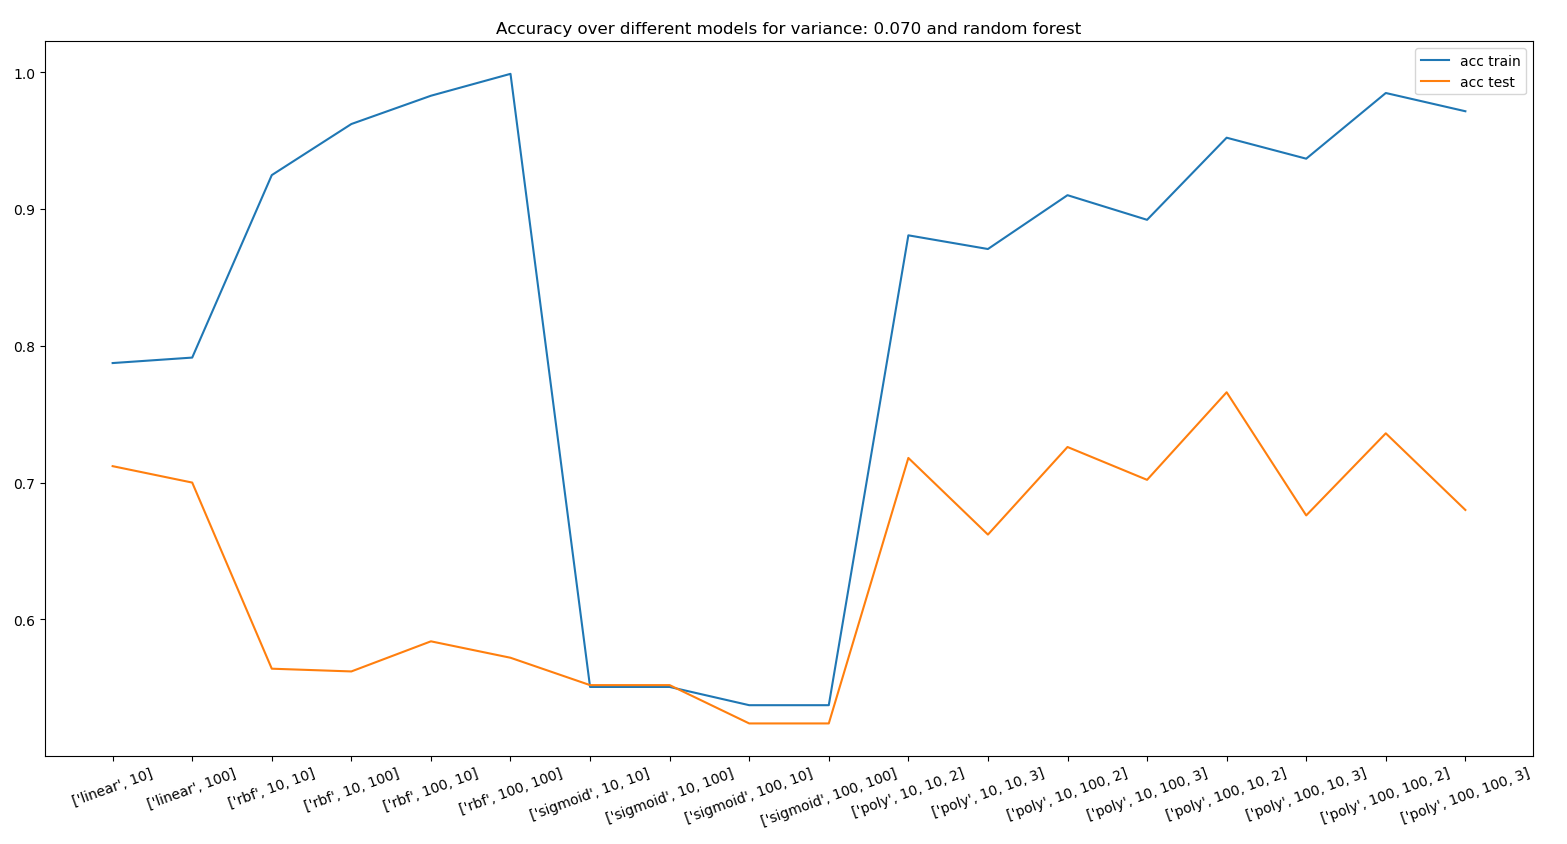 Accuracy over different models for variance: 0.070 and random forest
acc train
acc test
1.0
0.9
0.8
0.7
0.6
['linear', 10]
['linear', 100]
['rbf', 10, 10]
['rbf', 10, 100]
['rbf', 100, 10]
['rbf', 100, 100]
['sigmoid', 10, 10]
['sigmoid', 10, 100]
['sigmoid', 100, 10]
['sigmoid', 100, 100]
['poly', 10, 10, 2]
['poly', 10, 10, 3]
['poly', 10, 100, 2]
['poly', 10, 100, 3]
['poly', 100, 10, 2]
['poly', 100, 10, 3]
['poly', 100, 100, 2]
['poly', 100, 100, 3]